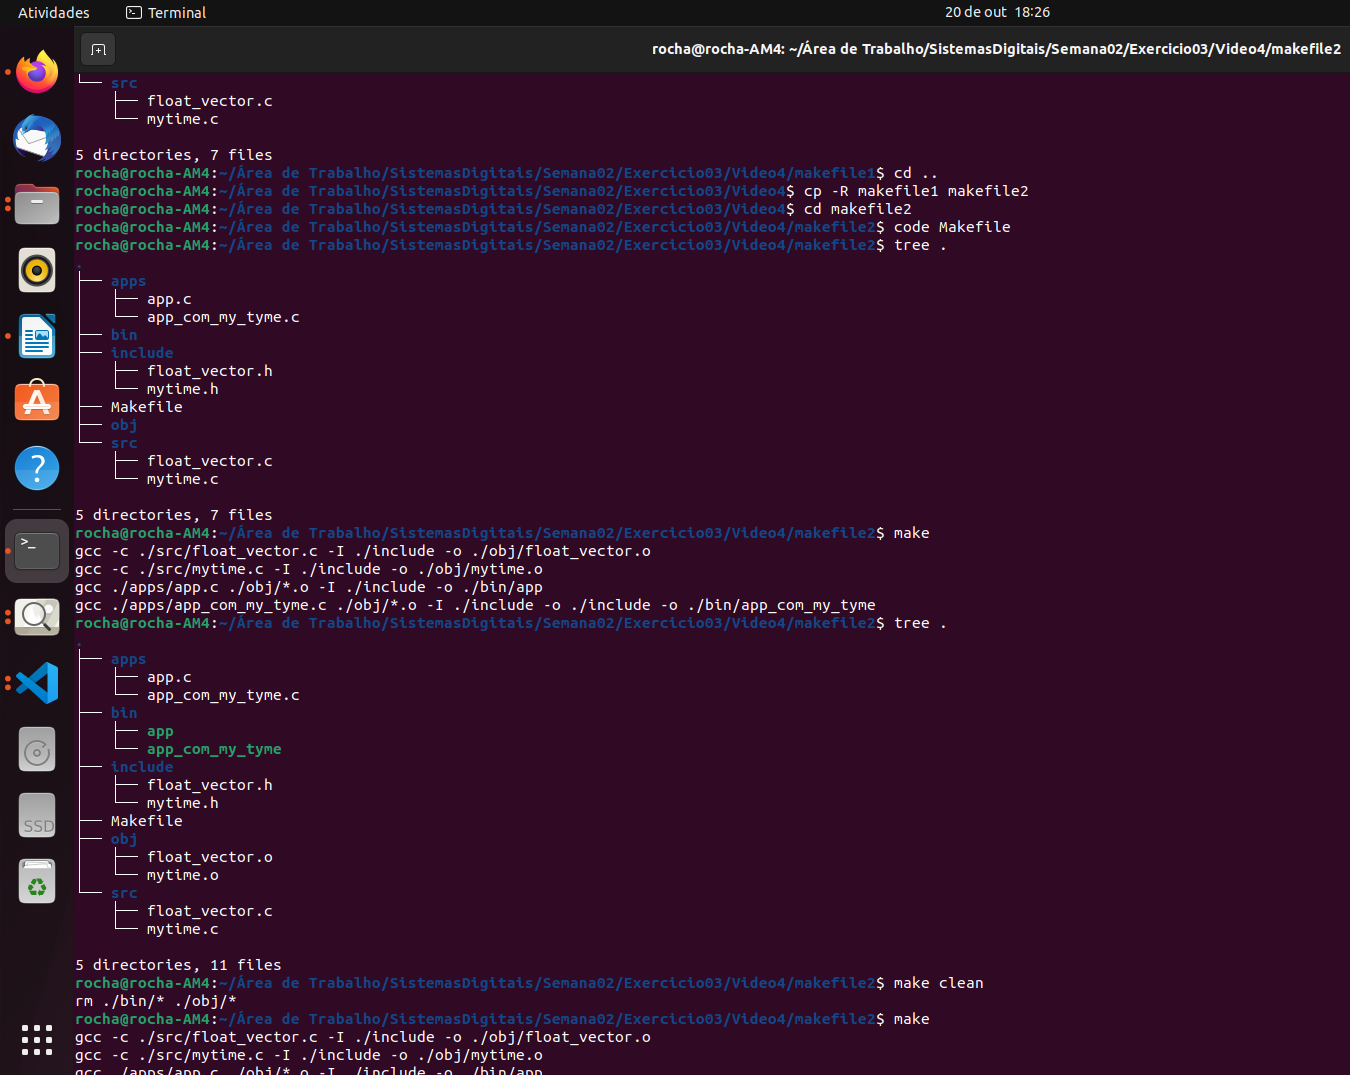 Atividades Terminal 20 de out 18:26
rocha@rocha-AM4: ~/Área de Trabalho/SistemasDigitais/Semana02/Exercicio03/Video4/makefile2
└── src
├── float_vector.c
└── mytime.c
5 directories, 7 files
rocha@rocha-AM4:~/Área de Trabalho/SistemasDigitais/Semana02/Exercicio03/Video4/makefile1$ cd ..
rocha@rocha-AM4:~/Área de Trabalho/SistemasDigitais/Semana02/Exercicio03/Video4$ cp -R makefile1 makefile2
rocha@rocha-AM4:~/Área de Trabalho/SistemasDigitais/Semana02/Exercicio03/Video4$ cd makefile2
rocha@rocha-AM4:~/Área de Trabalho/SistemasDigitais/Semana02/Exercicio03/Video4/makefile2$ code Makefile
rocha@rocha-AM4:~/Área de Trabalho/SistemasDigitais/Semana02/Exercicio03/Video4/makefile2$ tree .
.
├── apps
│   ├── app.c
│   └── app_com_my_tyme.c
├── bin
├── include
│   ├── float_vector.h
│   └── mytime.h
├── Makefile
├── obj
└── src
    ├── float_vector.c
    └── mytime.c
5 directories, 7 files
rocha@rocha-AM4:~/Área de Trabalho/SistemasDigitais/Semana02/Exercicio03/Video4/makefile2$ make
gcc -c ./src/float_vector.c -I ./include -o ./obj/float_vector.o
gcc -c ./src/mytime.c -I ./include -o ./obj/mytime.o
gcc ./apps/app.c ./obj/*.o -I ./include -o ./bin/app
gcc ./apps/app_com_my_tyme.c ./obj/*.o -I ./include -o ./include -o ./bin/app_com_my_tyme
rocha@rocha-AM4:~/Área de Trabalho/SistemasDigitais/Semana02/Exercicio03/Video4/makefile2$ tree .
.
├── apps
│   ├── app.c
│   └── app_com_my_tyme.c
├── bin
│   ├── app
│   └── app_com_my_tyme
├── include
│   ├── float_vector.h
│   └── mytime.h
├── Makefile
├── obj
│   ├── float_vector.o
│   └── mytime.o
└── src
    ├── float_vector.c
    └── mytime.c
5 directories, 11 files
rocha@rocha-AM4:~/Área de Trabalho/SistemasDigitais/Semana02/Exercicio03/Video4/makefile2$ make clean
rm ./bin/* ./obj/*
rocha@rocha-AM4:~/Área de Trabalho/SistemasDigitais/Semana02/Exercicio03/Video4/makefile2$ make
gcc -c ./src/float_vector.c -I ./include -o ./obj/float_vector.o
gcc -c ./src/mytime.c -I ./include -o ./obj/mytime.o
gcc ./apps/app.c ./obj/*.o -I ./include -o ./bin/app
SSD